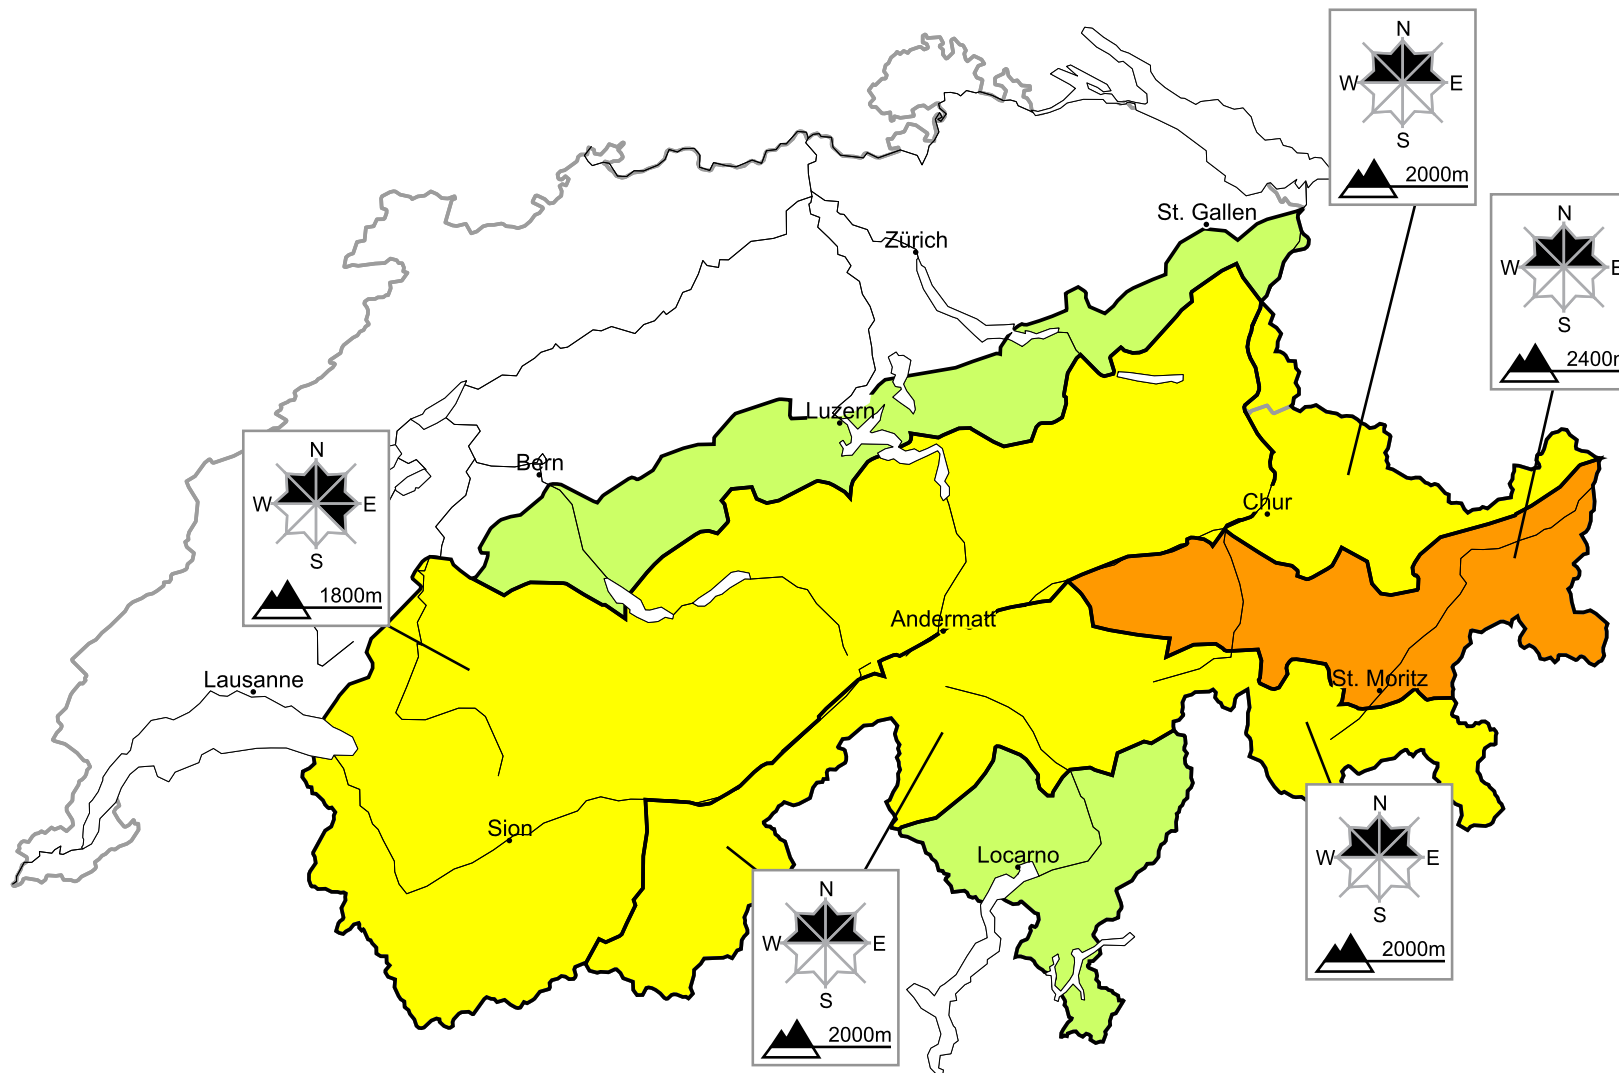 N
W E
S
2000m
St. Gallen
N
W E
S
2400m
Zürich
Luzern
Bern
N
W E
S
1800m
Chur
Andermatt
Lausanne
St. Moritz
Sion
Locarno
N
W E
S
2000m
N
W E
S
2000m